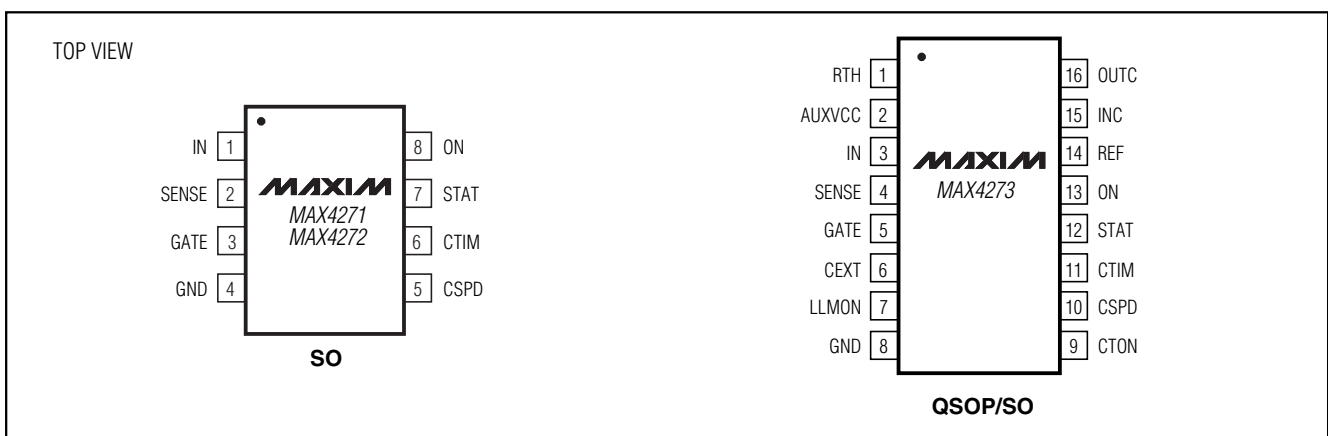 TOP VIEW
IN 1
SENSE 2
GATE 3
GND 4
8 ON
7 STAT
6 CTIM
5 CSPD
MAXIM
MAX4271
MAX4272
SO
RTH 1
AUXVCC 2
IN 3
SENSE 4
GATE 5
CEXT 6
LLMON 7
GND 8
16 OUTC
15 INC
14 REF
13 ON
12 STAT
11 CTIM
10 CSPD
9 CTON
MAXIM
MAX4273
QSOP/SO